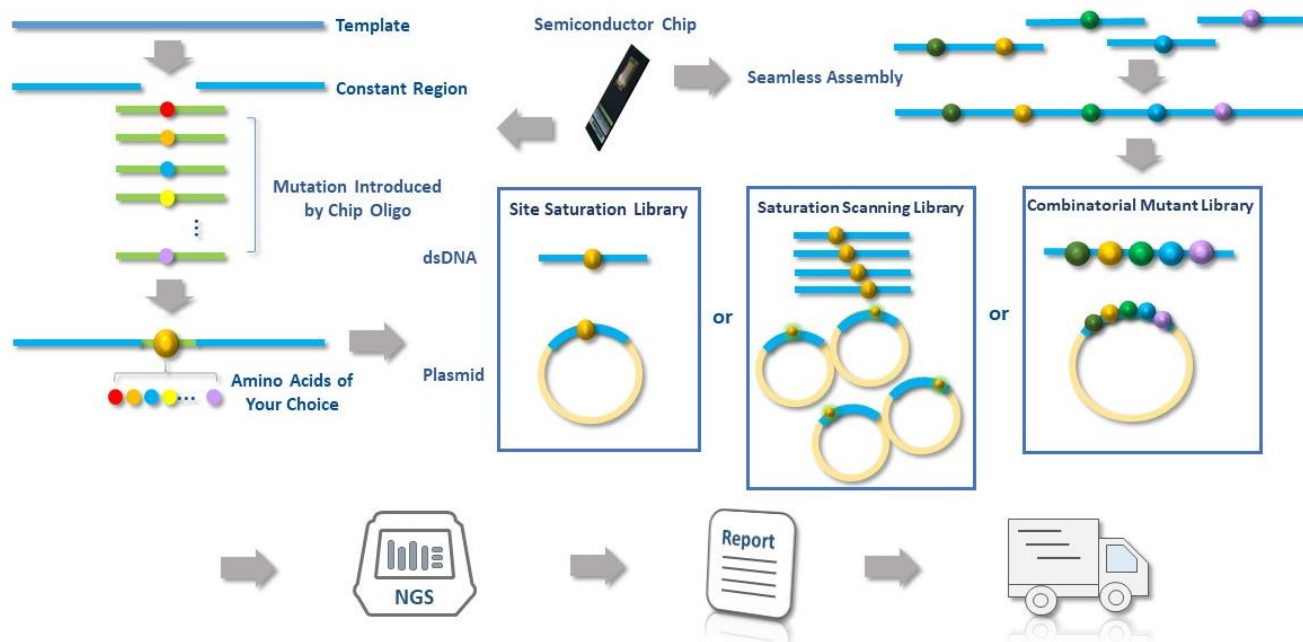 Template
Constant Region
Mutation Introduced
by Chip Oligo
Amino Acids of
Your Choice
Semiconductor Chip
Seamless Assembly
dsDNA
Plasmid
Site Saturation Library
or
Saturation Scanning Library
or
Combinatorial Mutant Library
NGS
Report